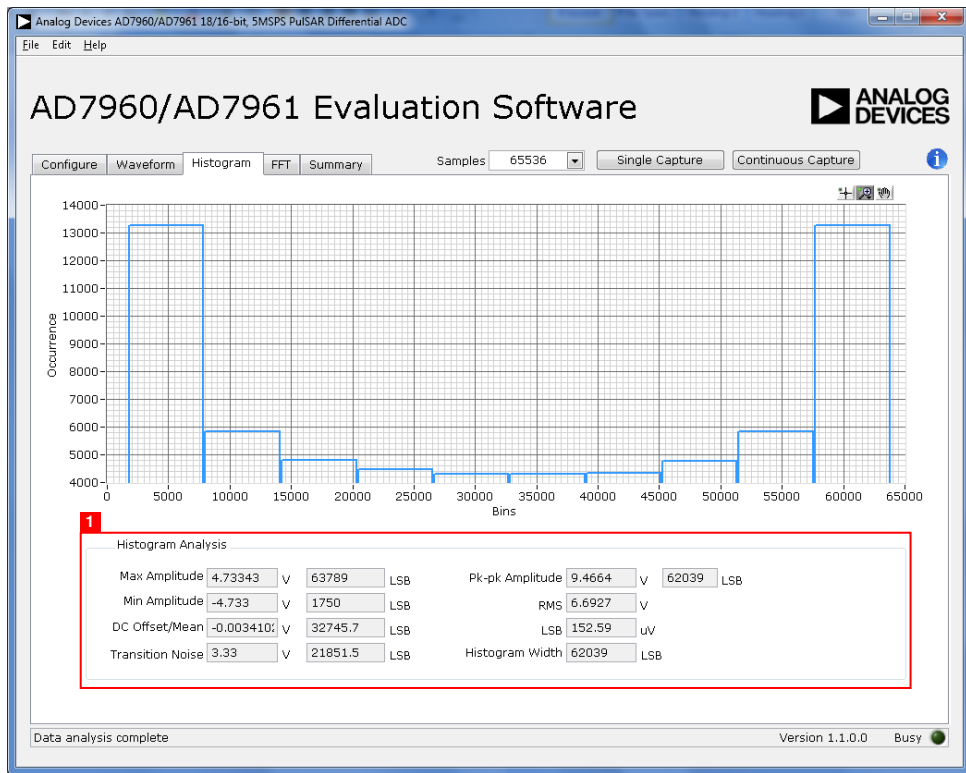 Analog Devices AD7960/AD7961 18/16-bit, 5MSPS PulSAR Differential ADC
File Edit Help
AD7960/AD7961 Evaluation Software
ANALOG
DEVICES
Configure Waveform Histogram FFT Summary
Samples 65536 Single Capture Continuous Capture i
14000
13000
12000
11000
10000
9000
8000
7000
6000
5000
4000
Occurrence
0 5000 10000 15000 20000 25000 30000 35000 40000 45000 50000 55000 60000 65000
Bins
1
Histogram Analysis
Max Amplitude 4.73343 V 63789 LSB Pk-pk Amplitude 9.4664 V 62039 LSB
Min Amplitude -4.733 V 1750 LSB RMS 6.6927 V
DC Offset/Mean -0.003410 V 32745.7 LSB LSB 152.59 uV
Transition Noise 3.33 V 21851.5 LSB Histogram Width 62039 LSB
Data analysis complete Version 1.1.0.0 Busy